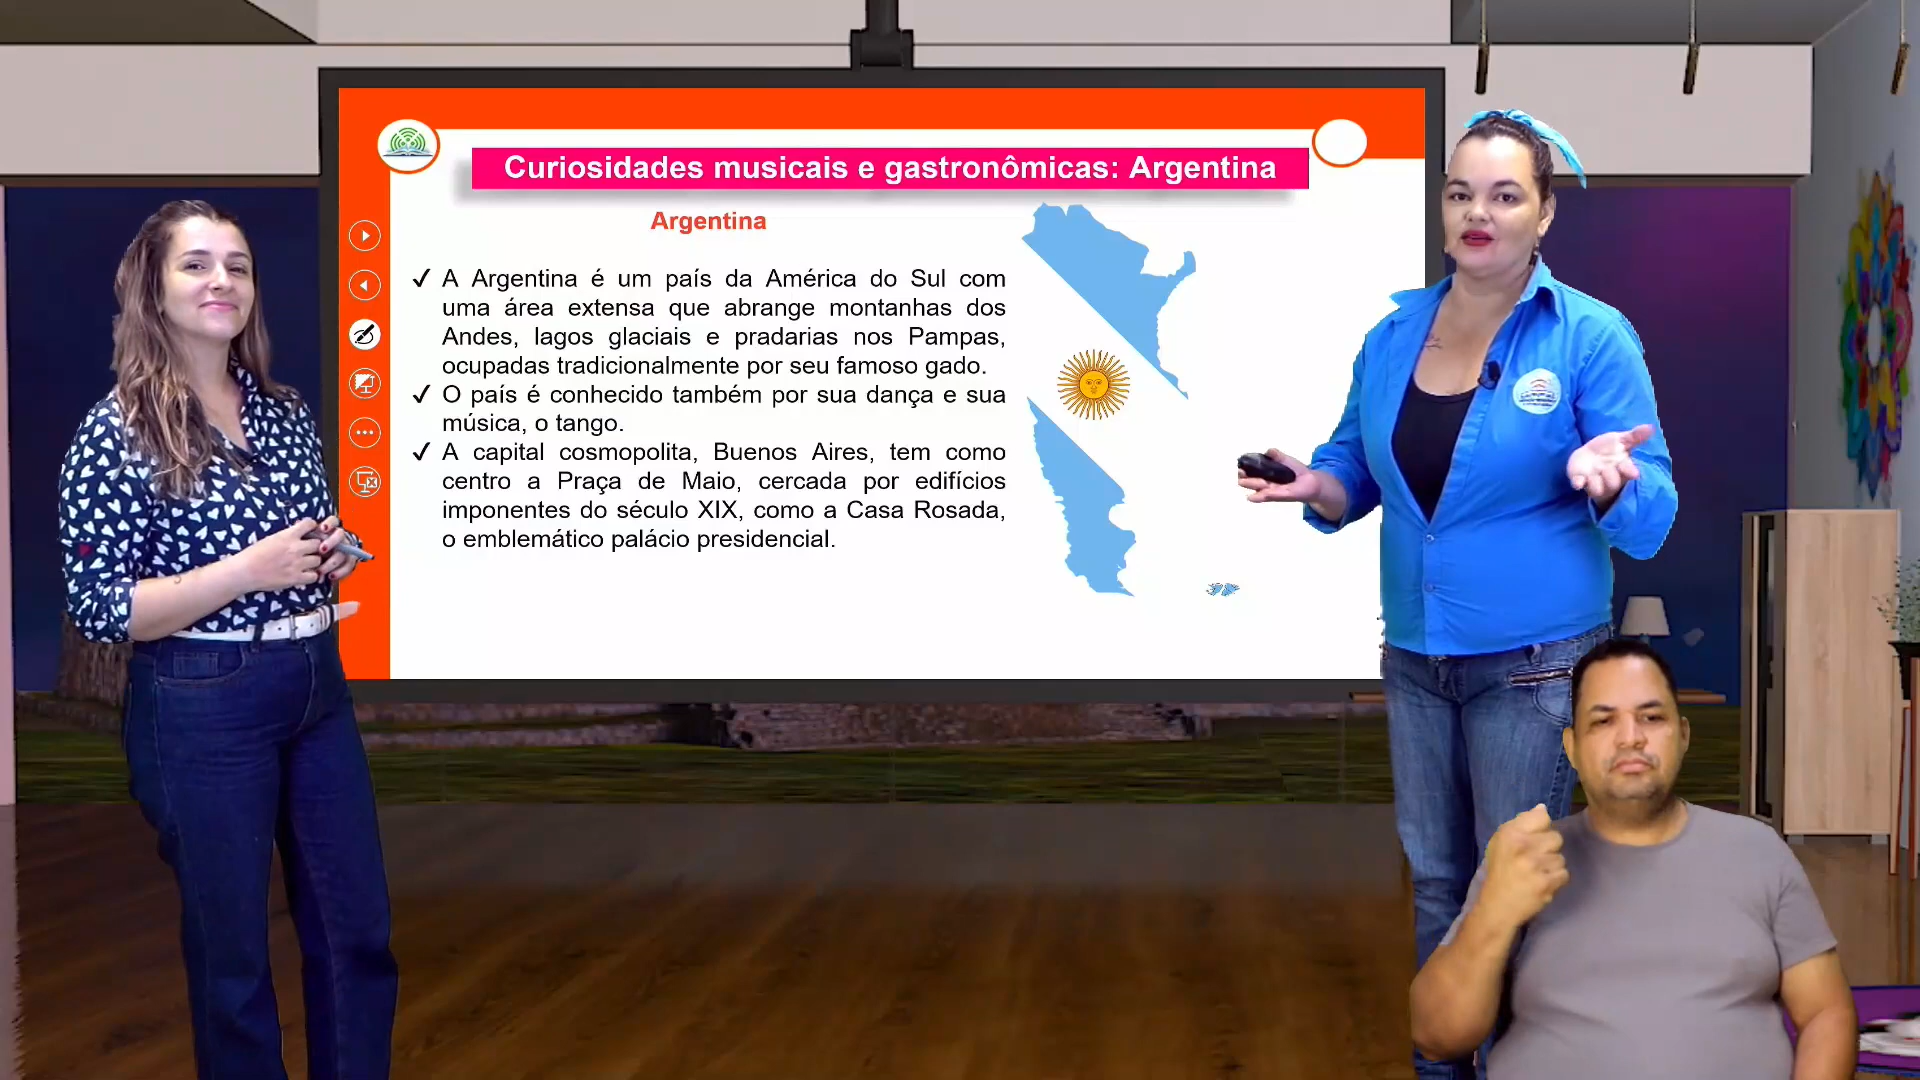 Curiosidades musicais e gastronômicas: Argentina
Argentina
✓ A Argentina é um país da América do Sul com
uma área extensa que abrange montanhas dos
Andes, lagos glaciais e pradarias nos Pampas,
ocupadas tradicionalmente por seu famoso gado.
✓ O país é conhecido também por sua dança e sua
música, o tango.
✓ A capital cosmopolita, Buenos Aires, tem como
centro a Praça de Maio, cercada por edifícios
imponentes do século XIX, como a Casa Rosada,
o emblemático palácio presidencial.